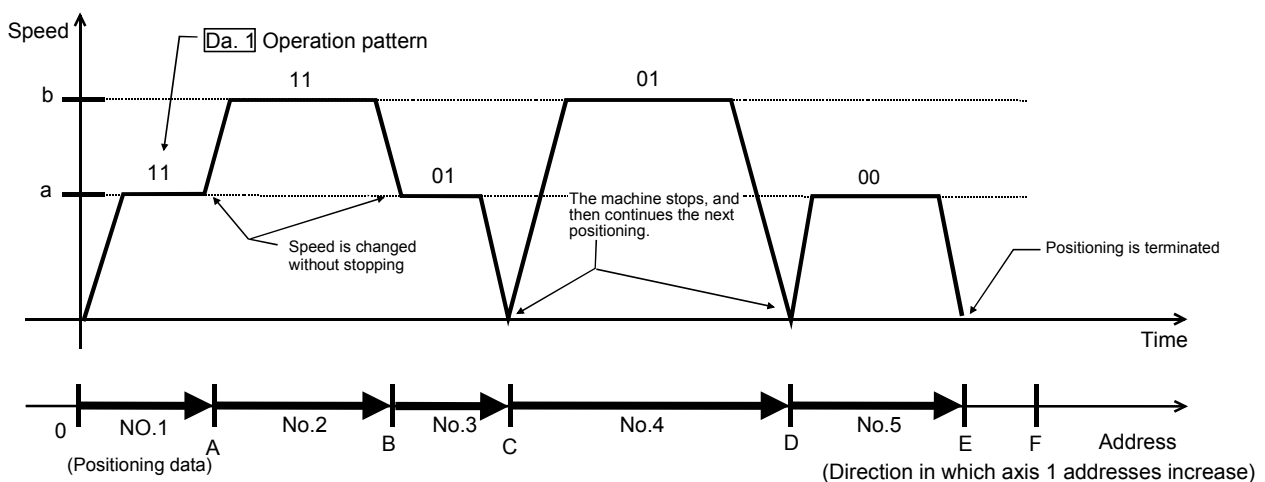 Speed
Da. 1 Operation pattern
b
11
01
11
a
01
00
The machine stops, and
then continues the next
positioning.
Speed is changed
without stopping
Positioning is terminated
Time
0
NO.1
A
No.2
B
No.3
C
No.4
D
No.5
E
F
Address
(Positioning data)
(Direction in which axis 1 addresses increase)